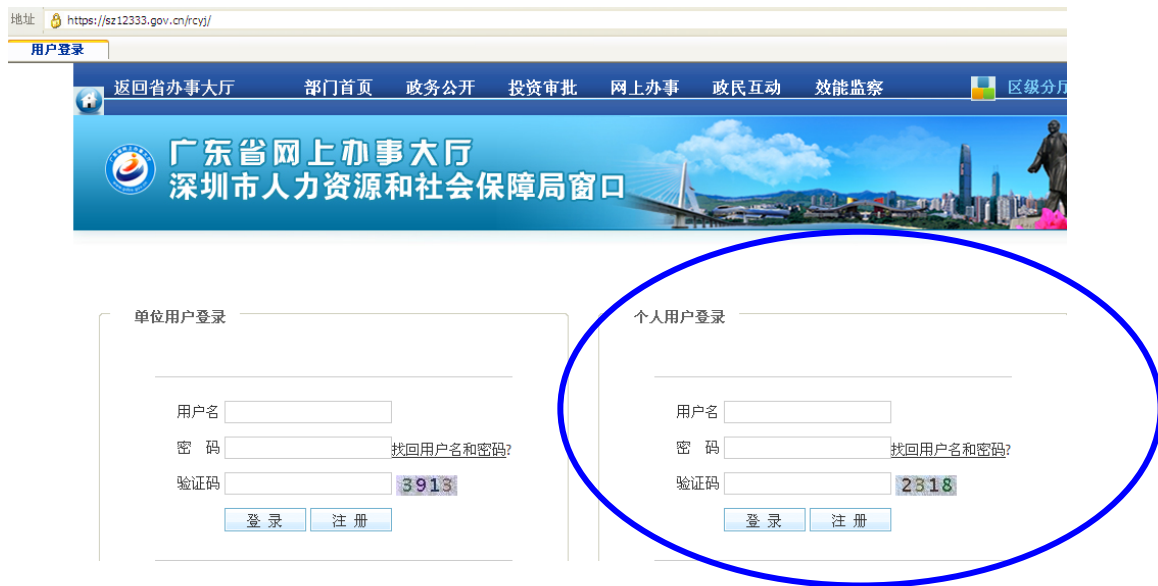 地址 https://sz12333.gov.cn/rcyj/
用户登录
返回省办事大厅 部门首页 政务公开 投资审批 网上办事 政民互动 效能监察 区级分厅
广东省网上办事大厅
深圳市人力资源和社会保障局窗口
单位用户登录
用户名
密 码 找回用户名和密码?
验证码 3913
登 录 注 册
个人用户登录
用户名
密 码 找回用户名和密码?
验证码 2318
登 录 注 册